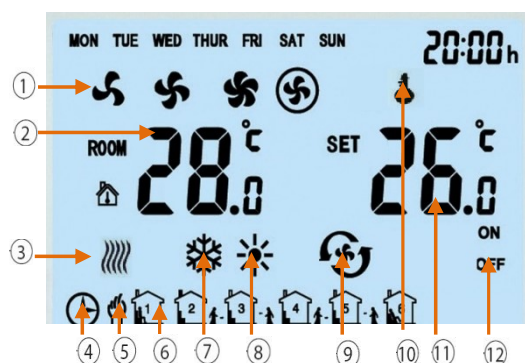 MON TUE WED THUR FRI SAT SUN 20:00h
①
② ROOM 28.0 °C SET 26.0 °C
ON
③ OFF
1 2 3 4 5 6
④ ⑤ ⑥ ⑦ ⑧ ⑨ ⑩ ⑪ ⑫